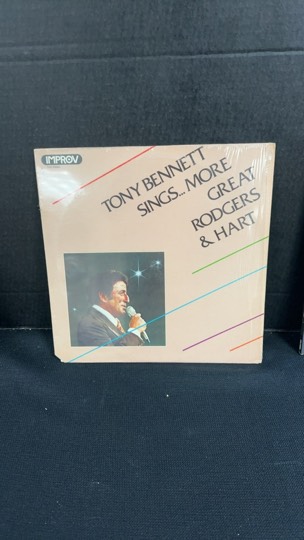 IMPROV
TONY BENNETT
SINGS... MORE
GREAT
RODGERS
& HART